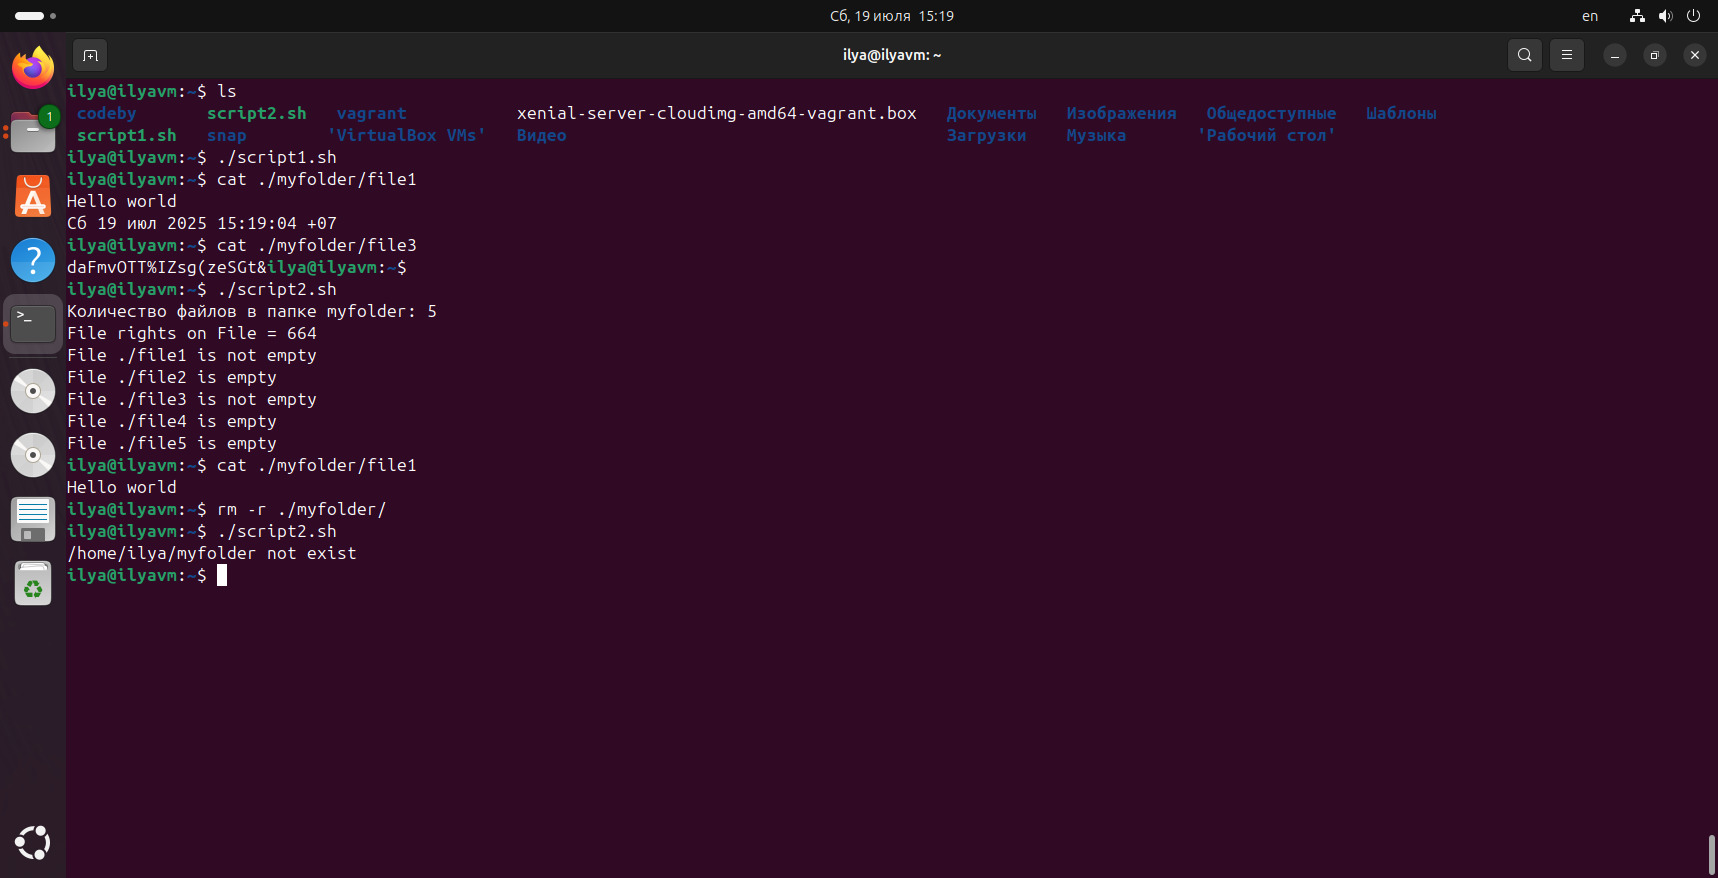 Сб, 19 июля 15:19
en
ilya@ilyavm: ~
1
ilya@ilyavm:~$ ls
codeby script2.sh vagrant xenial-server-cloudimg-amd64-vagrant.box Документы Изображения Общедоступные Шаблоны
script1.sh snap 'VirtualBox VMs' Видео Загрузки Музыка 'Рабочий стол'
ilya@ilyavm:~$ ./script1.sh
ilya@ilyavm:~$ cat ./myfolder/file1
Hello world
Сб 19 июл 2025 15:19:04 +07
ilya@ilyavm:~$ cat ./myfolder/file3
daFmvOTT%IZsg(zeSGt&ilya@ilyavm:~$
ilya@ilyavm:~$ ./script2.sh
Количество файлов в папке myfolder: 5
File rights on File = 664
File ./file1 is not empty
File ./file2 is empty
File ./file3 is not empty
File ./file4 is empty
File ./file5 is empty
ilya@ilyavm:~$ cat ./myfolder/file1
Hello world
ilya@ilyavm:~$ rm -r ./myfolder/
ilya@ilyavm:~$ ./script2.sh
/home/ilya/myfolder not exist
ilya@ilyavm:~$